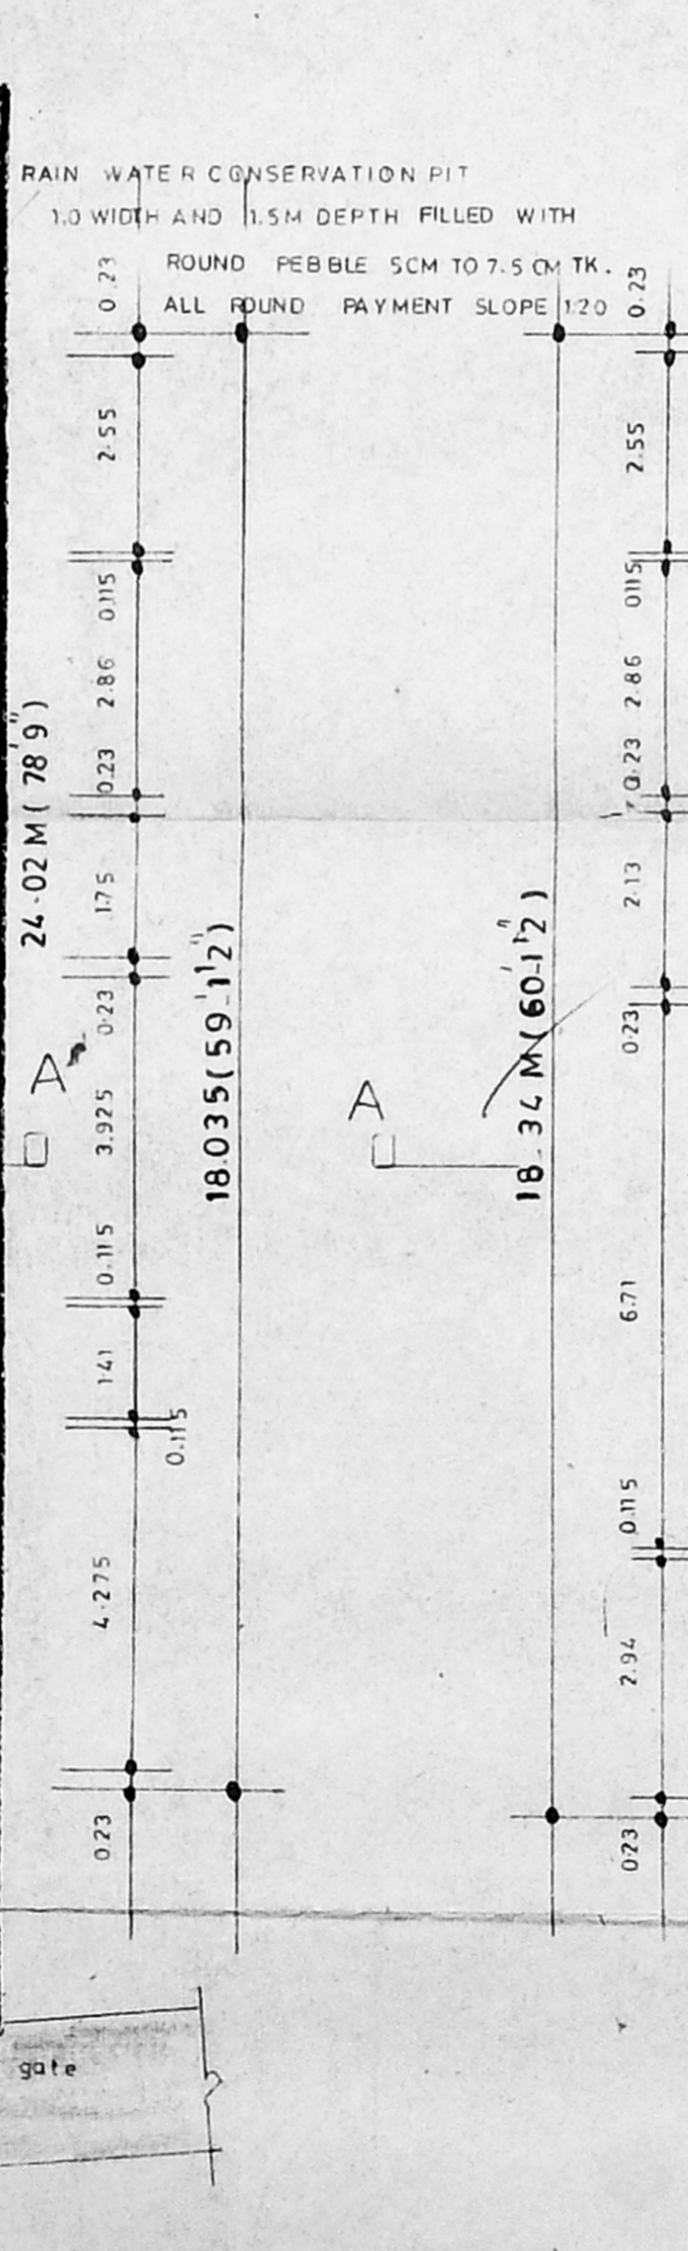 RAIN WATER CONSERVATION PIT
1.0 WIDTH AND 1.5M DEPTH FILLED WITH
ROUND PEBBLE 5CM TO 7.5 CM TK.
ALL ROUND PAYMENT SLOPE 1:20
0.23
2.55
0.115
2.86
0.23
1.75
0.23
3.925
0.115
1.41
0.115
4.275
0.23
24.02 M ( 78'9")
A
18.035(59'-1 1/2")
A
18.34 M (60'-1 1/2")
0.23
2.55
0.115
2.86
0.23
2.13
0.23
6.71
0.115
2.94
0.23
gate